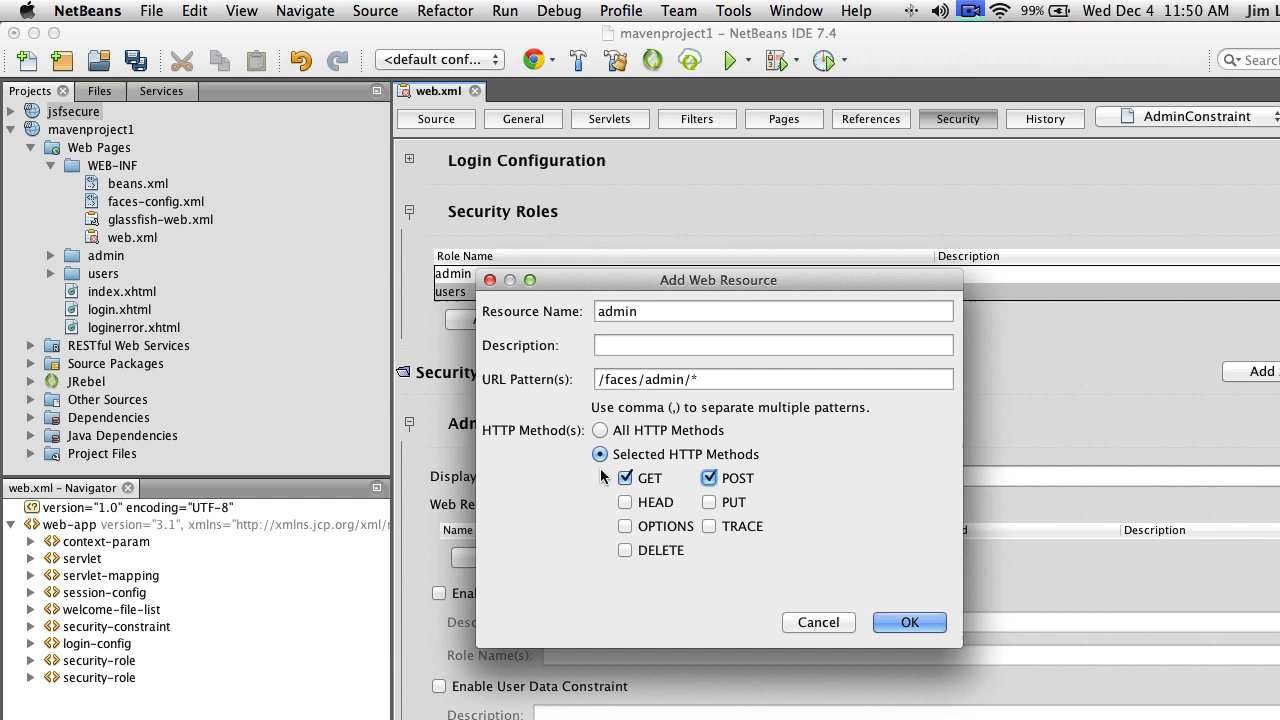 NetBeans File Edit View Navigate Source Refactor Run Debug Profile Team Tools Window Help 99% Wed Dec 4 11:50 AM Jim L
mavenproject1 – NetBeans IDE 7.4
<default conf... Search
Projects Files Services
web.xml
Source General Servlets Filters Pages References Security History AdminConstraint
jsfsecure
mavenproject1
Web Pages
WEB-INF
beans.xml
faces-config.xml
glassfish-web.xml
web.xml
admin
users
index.xhtml
login.xhtml
loginerror.xhtml
RESTful Web Services
Source Packages
JRebel
Other Sources
Dependencies
Java Dependencies
Project Files
Login Configuration
Security Roles
Role Name Description
admin
users
Security
Add
Display
Name Description
Role Name(s):
Enable User Data Constraint
Description:
Add Web Resource
Resource Name: admin
Description:
URL Pattern(s): /faces/admin/*
Use comma (,) to separate multiple patterns.
HTTP Method(s): All HTTP Methods
Selected HTTP Methods
GET POST
HEAD PUT
OPTIONS TRACE
DELETE
Cancel OK
web.xml - Navigator
version="1.0" encoding="UTF-8"
web-app version="3.1", xmlns="http://xmlns.jcp.org/xml/
context-param
servlet
servlet-mapping
session-config
welcome-file-list
security-constraint
login-config
security-role
security-role